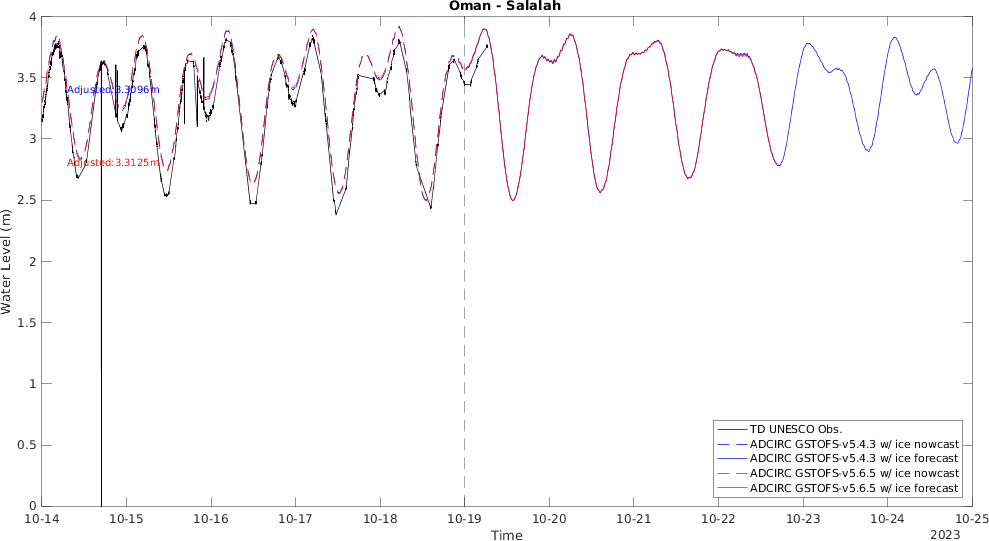 Oman - Salalah
Water Level (m)
4
3.5
3
2.5
2
1.5
1
0.5
0
Adjusted:3.3096m
Adjusted:3.3125m
TD UNESCO Obs.
ADCIRC GSTOFS-v5.4.3 w/ ice nowcast
ADCIRC GSTOFS-v5.4.3 w/ ice forecast
ADCIRC GSTOFS-v5.6.5 w/ ice nowcast
ADCIRC GSTOFS-v5.6.5 w/ ice forecast
10-14 10-15 10-16 10-17 10-18 10-19 10-20 10-21 10-22 10-23 10-24 10-25
Time
2023